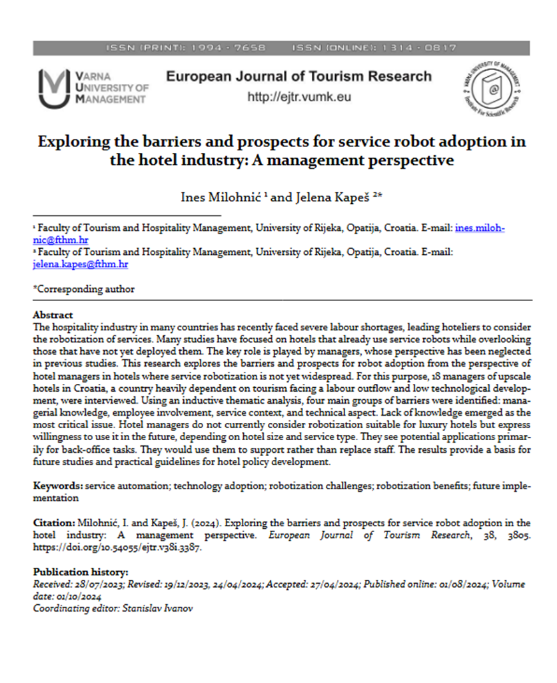 ISSN (PRINT): 1994 - 7658 ISSN (ONLINE): 1314 - 0817
VARNA
UNIVERSITY OF
MANAGEMENT
European Journal of Tourism Research
http://ejtr.vumk.eu
Exploring the barriers and prospects for service robot adoption in
the hotel industry: A management perspective
Ines Milohnić ¹ and Jelena Kapeš ²*
¹ Faculty of Tourism and Hospitality Management, University of Rijeka, Opatija, Croatia. E-mail: ines.miloh-
nic@fthm.hr
² Faculty of Tourism and Hospitality Management, University of Rijeka, Opatija, Croatia. E-mail:
jelena.kapes@fthm.hr
*Corresponding author
Abstract
The hospitality industry in many countries has recently faced severe labour shortages, leading hoteliers to consider
the robotization of services. Many studies have focused on hotels that already use service robots while overlooking
those that have not yet deployed them. The key role is played by managers, whose perspective has been neglected
in previous studies. This research explores the barriers and prospects for robot adoption from the perspective of
hotel managers in hotels where service robotization is not yet widespread. For this purpose, 18 managers of upscale
hotels in Croatia, a country heavily dependent on tourism facing a labour outflow and low technological develop-
ment, were interviewed. Using an inductive thematic analysis, four main groups of barriers were identified: mana-
gerial knowledge, employee involvement, service context, and technical aspect. Lack of knowledge emerged as the
most critical issue. Hotel managers do not currently consider robotization suitable for luxury hotels but express
willingness to use it in the future, depending on hotel size and service type. They see potential applications primar-
ily for back-office tasks. They would use them to support rather than replace staff. The results provide a basis for
future studies and practical guidelines for hotel policy development.
Keywords: service automation; technology adoption; robotization challenges; robotization benefits; future imple-
mentation
Citation: Milohnić, I. and Kapeš, J. (2024). Exploring the barriers and prospects for service robot adoption in the
hotel industry: A management perspective. European Journal of Tourism Research, 38, 3805.
https://doi.org/10.54055/ejtr.v38i.3387.
Publication history:
Received: 28/07/2023; Revised: 19/12/2023, 24/04/2024; Accepted: 27/04/2024; Published online: 01/08/2024; Volume
date: 01/10/2024
Coordinating editor: Stanislav Ivanov